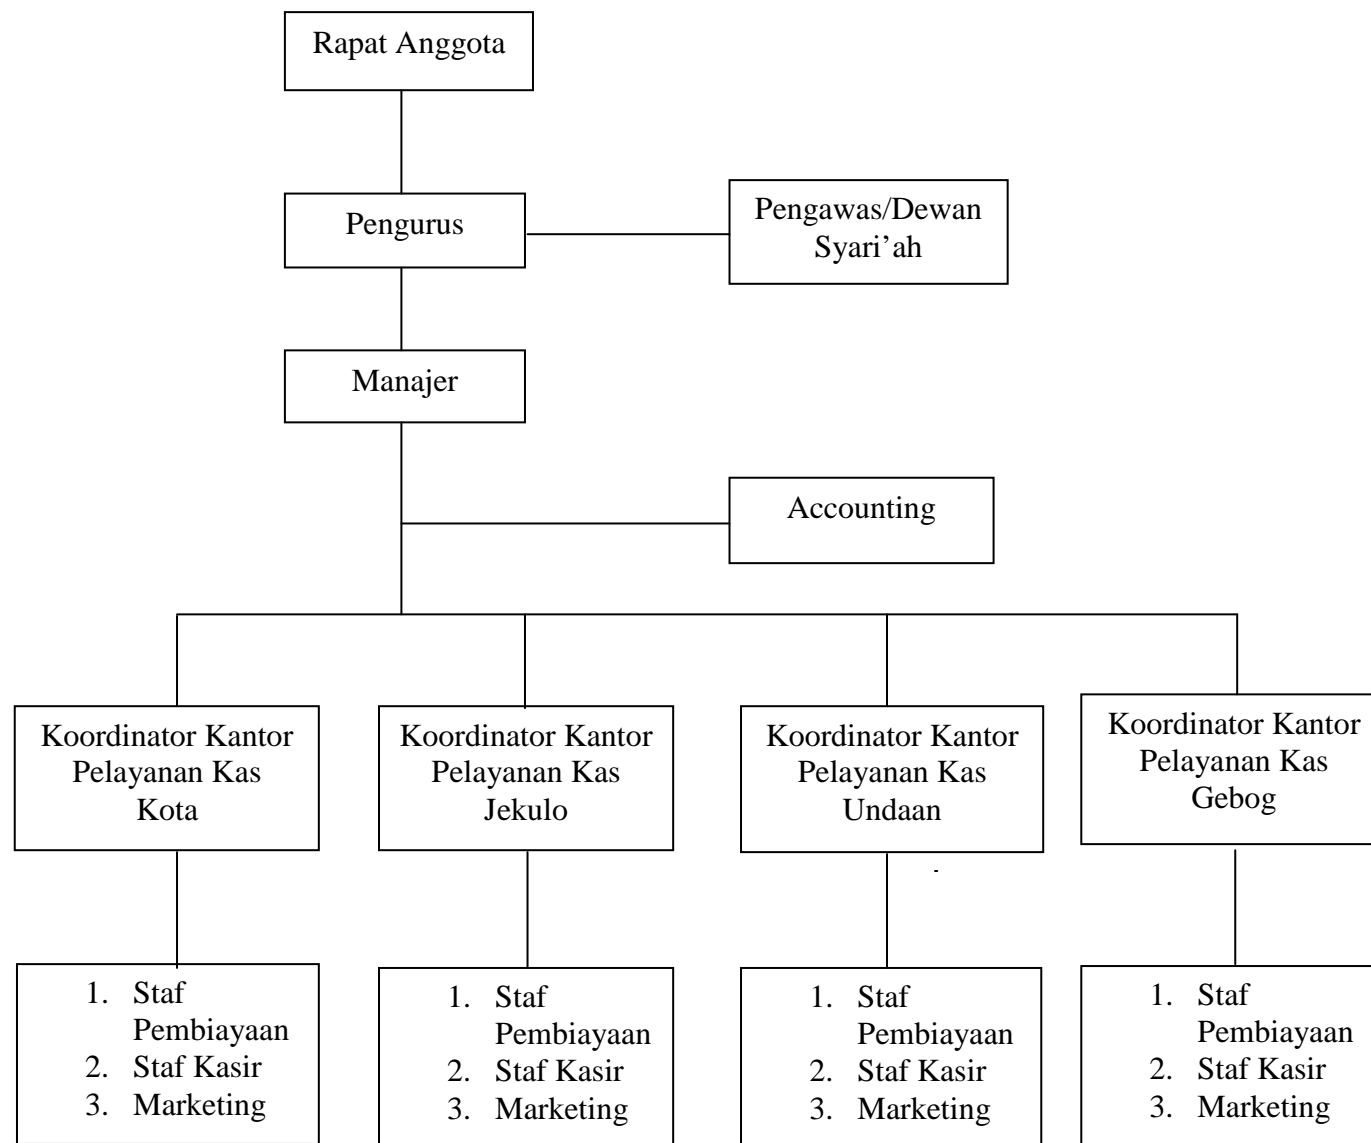 Rapat Anggota
Pengurus
Pengawas/Dewan
Syari’ah
Manajer
Accounting
Koordinator Kantor
Pelayanan Kas
Kota
Koordinator Kantor
Pelayanan Kas
Jekulo
Koordinator Kantor
Pelayanan Kas
Undaan
Koordinator Kantor
Pelayanan Kas
Gebog
-
1. Staf
Pembiayaan
2. Staf Kasir
3. Marketing
1. Staf
Pembiayaan
2. Staf Kasir
3. Marketing
1. Staf
Pembiayaan
2. Staf Kasir
3. Marketing
1. Staf
Pembiayaan
2. Staf Kasir
3. Marketing